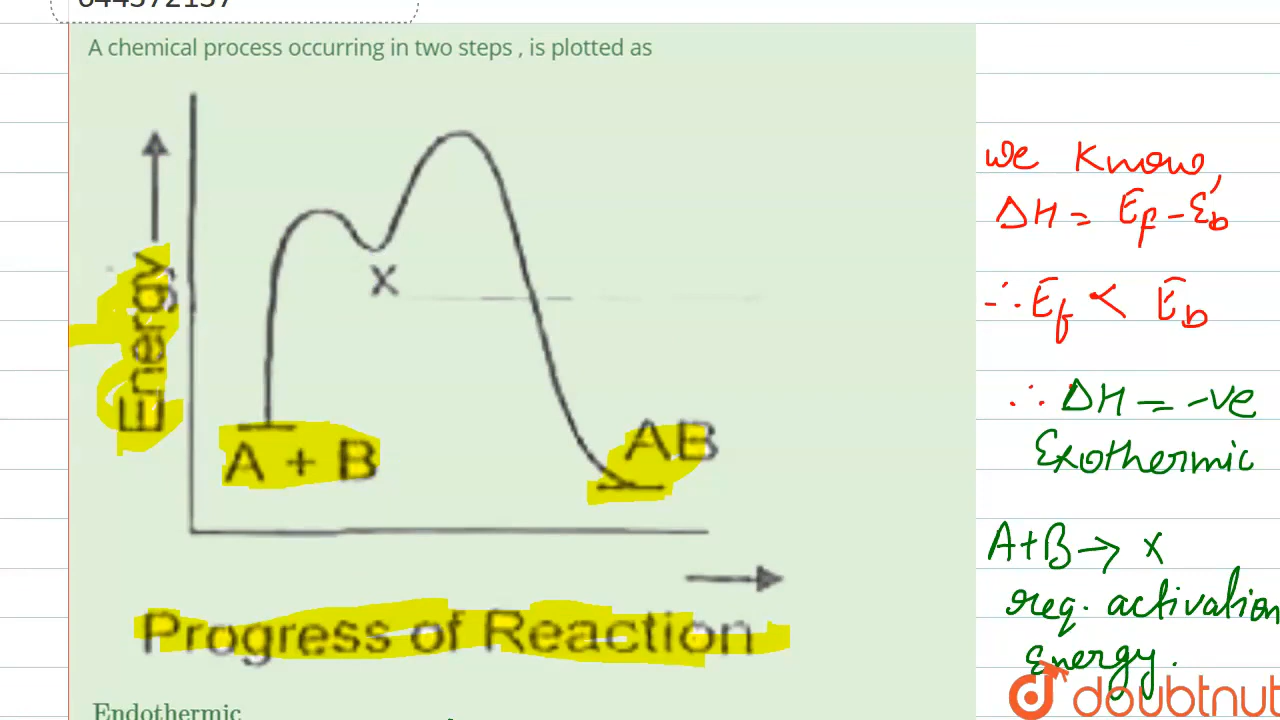 A chemical process occurring in two steps , is plotted as
Energy
X
A + B
AB
Progress of Reaction
Endothermic
We Know,
ΔH = Ef - Eb
∴ Ef < Eb
∴ ΔH = -ve
Exothermic
A+B → x
req. activation
Energy.
doubtnut